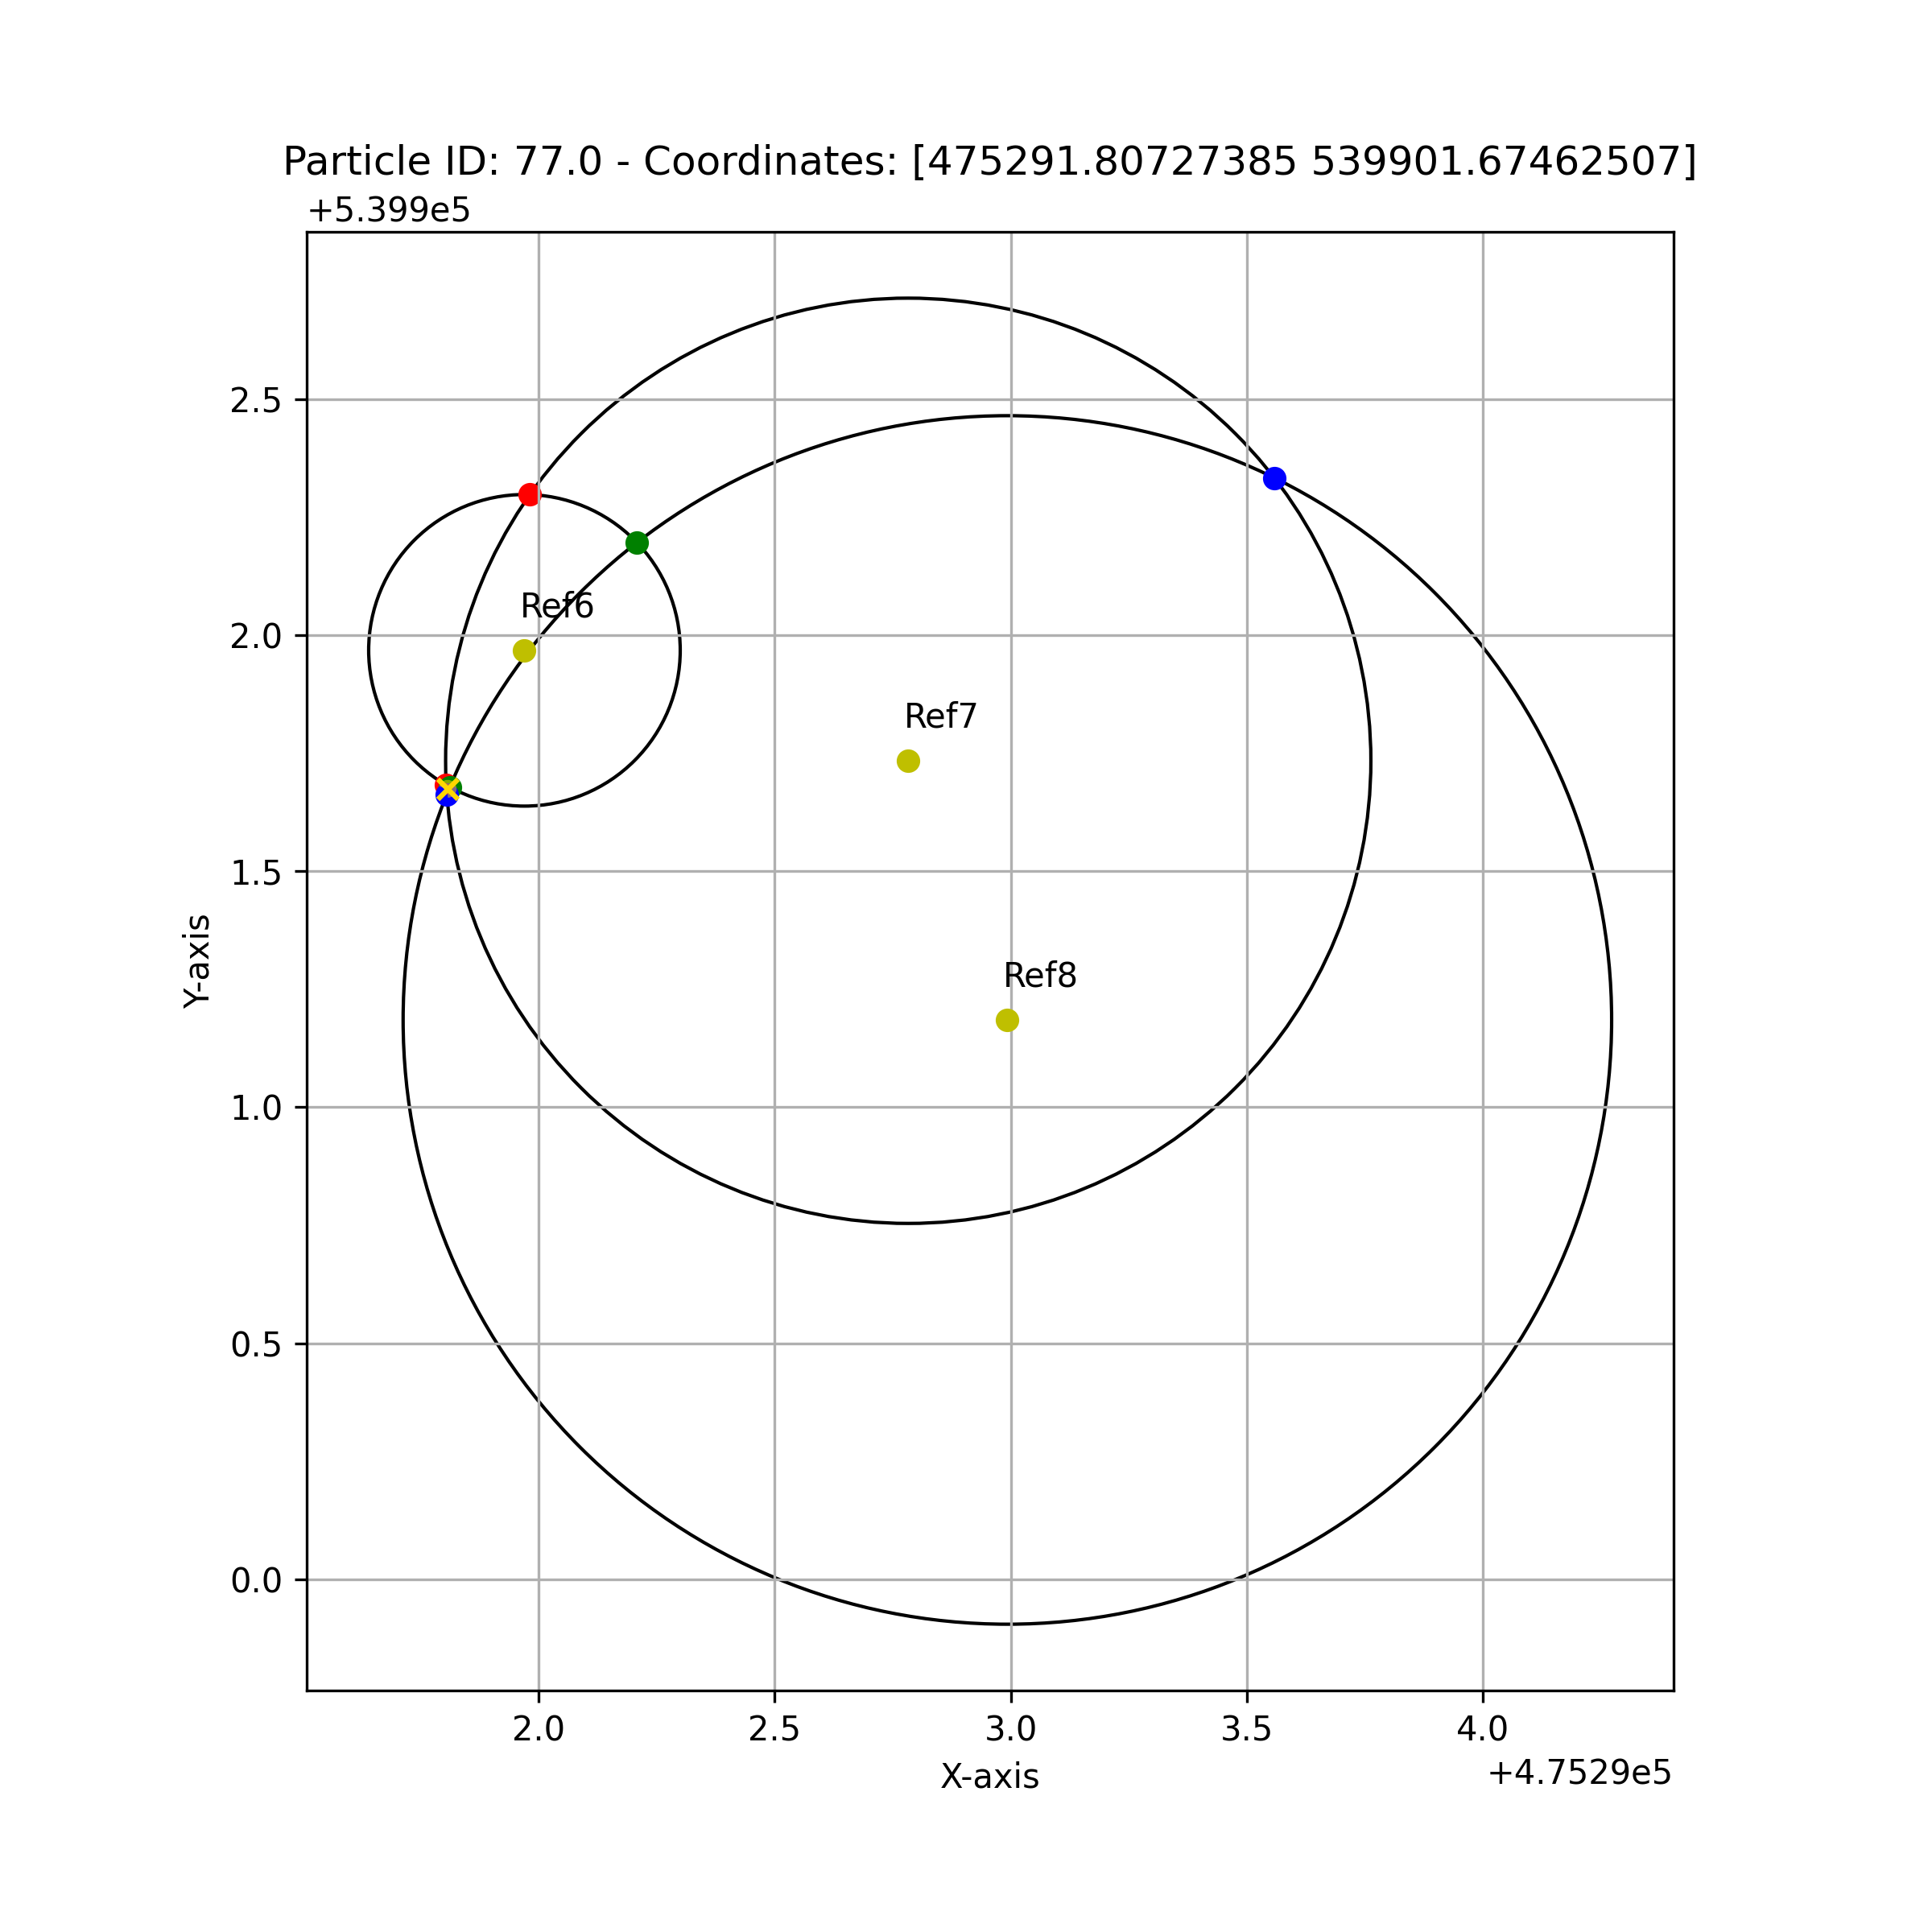 Particle ID: 77.0 - Coordinates: [475291.80727385 539901.67462507]
+5.399e5
2.5
2.0
1.5
1.0
0.5
0.0
Y-axis
Ref6
Ref7
Ref8
2.0 2.5 3.0 3.5 4.0
X-axis
+4.7529e5